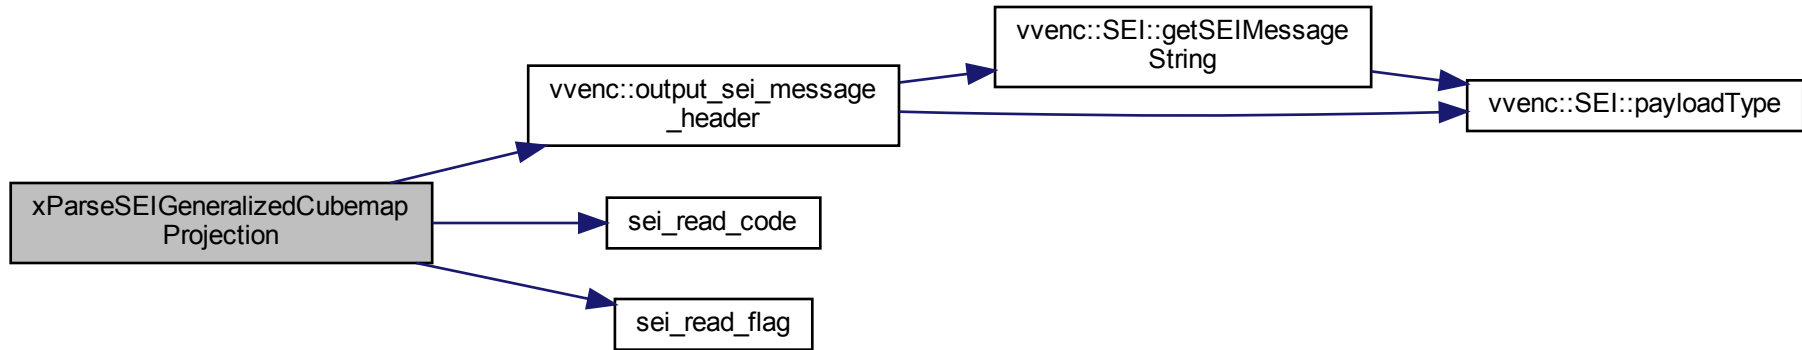 vvenc::SEI::getSEIMessage
String
vvenc::output_sei_message
_header
vvenc::SEI::payloadType
xParseSEIGeneralizedCubemap
Projection
sei_read_code
sei_read_flag